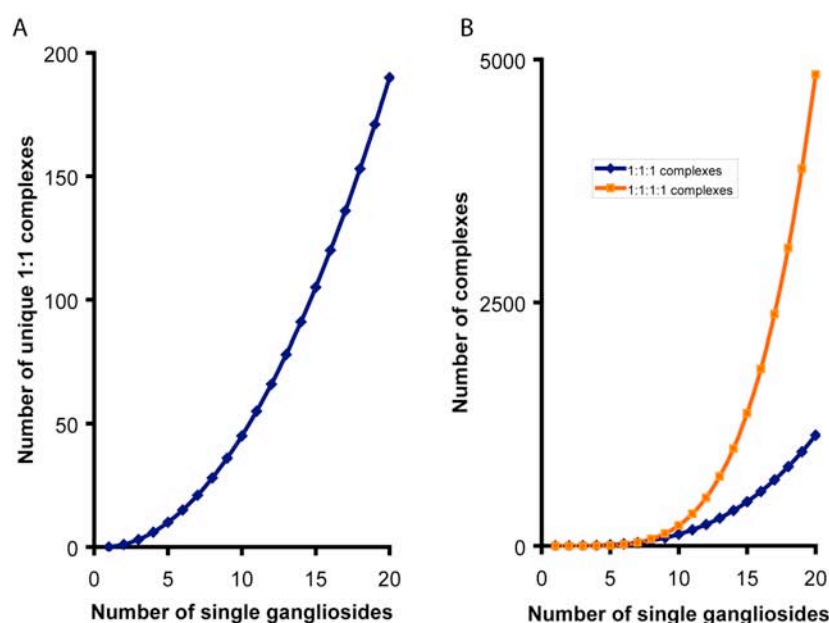 A
Number of unique 1:1 complexes
200
150
100
50
0
0 5 10 15 20
Number of single gangliosides
B
Number of complexes
5000
2500
0
1:1:1 complexes
1:1:1:1 complexes
0 5 10 15 20
Number of single gangliosides